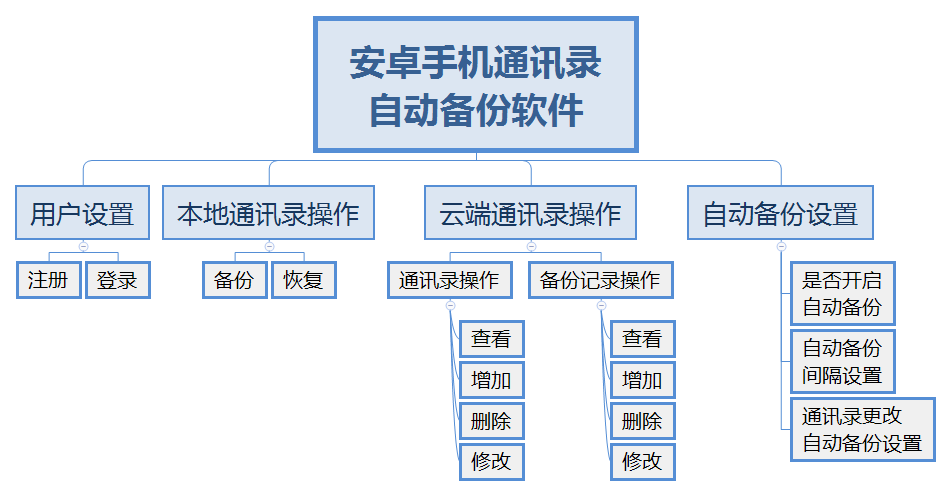 安卓手机通讯录
自动备份软件
用户设置
本地通讯录操作
云端通讯录操作
自动备份设置
注册
登录
备份
恢复
通讯录操作
备份记录操作
是否开启
自动备份
查看
查看
自动备份
间隔设置
增加
增加
删除
删除
通讯录更改
自动备份设置
修改
修改